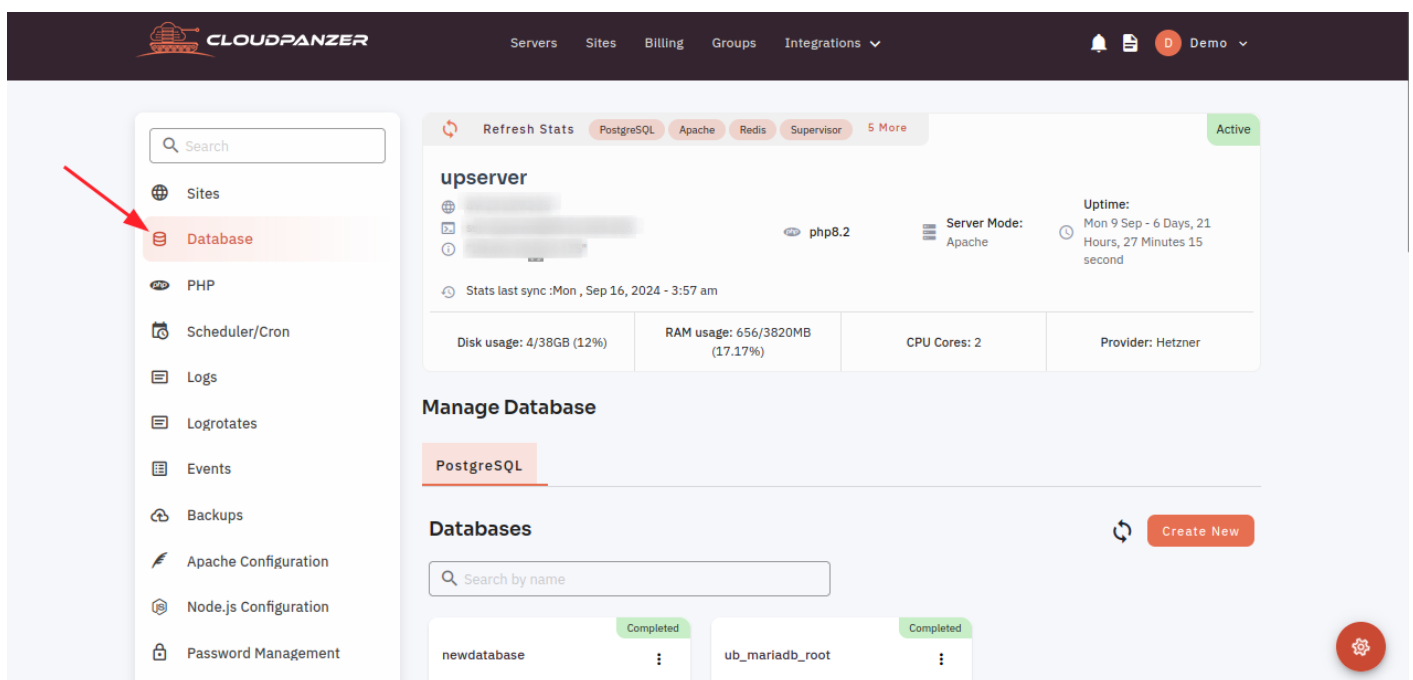 CLOUDPANZER
Servers Sites Billing Groups Integrations
D Demo
Search
Sites
Database
PHP
Scheduler/Cron
Logs
Logrotates
Events
Backups
Apache Configuration
Node.js Configuration
Password Management
Refresh Stats PostgreSQL Apache Redis Supervisor 5 More
Active
upserver
php php8.2
Server Mode:
Apache
Uptime:
Mon 9 Sep - 6 Days, 21
Hours, 27 Minutes 15
second
Stats last sync :Mon , Sep 16, 2024 - 3:57 am
Disk usage: 4/38GB (12%)
RAM usage: 656/3820MB
(17.17%)
CPU Cores: 2
Provider: Hetzner
Manage Database
PostgreSQL
Databases
Create New
Search by name
Completed
newdatabase
Completed
ub_mariadb_root